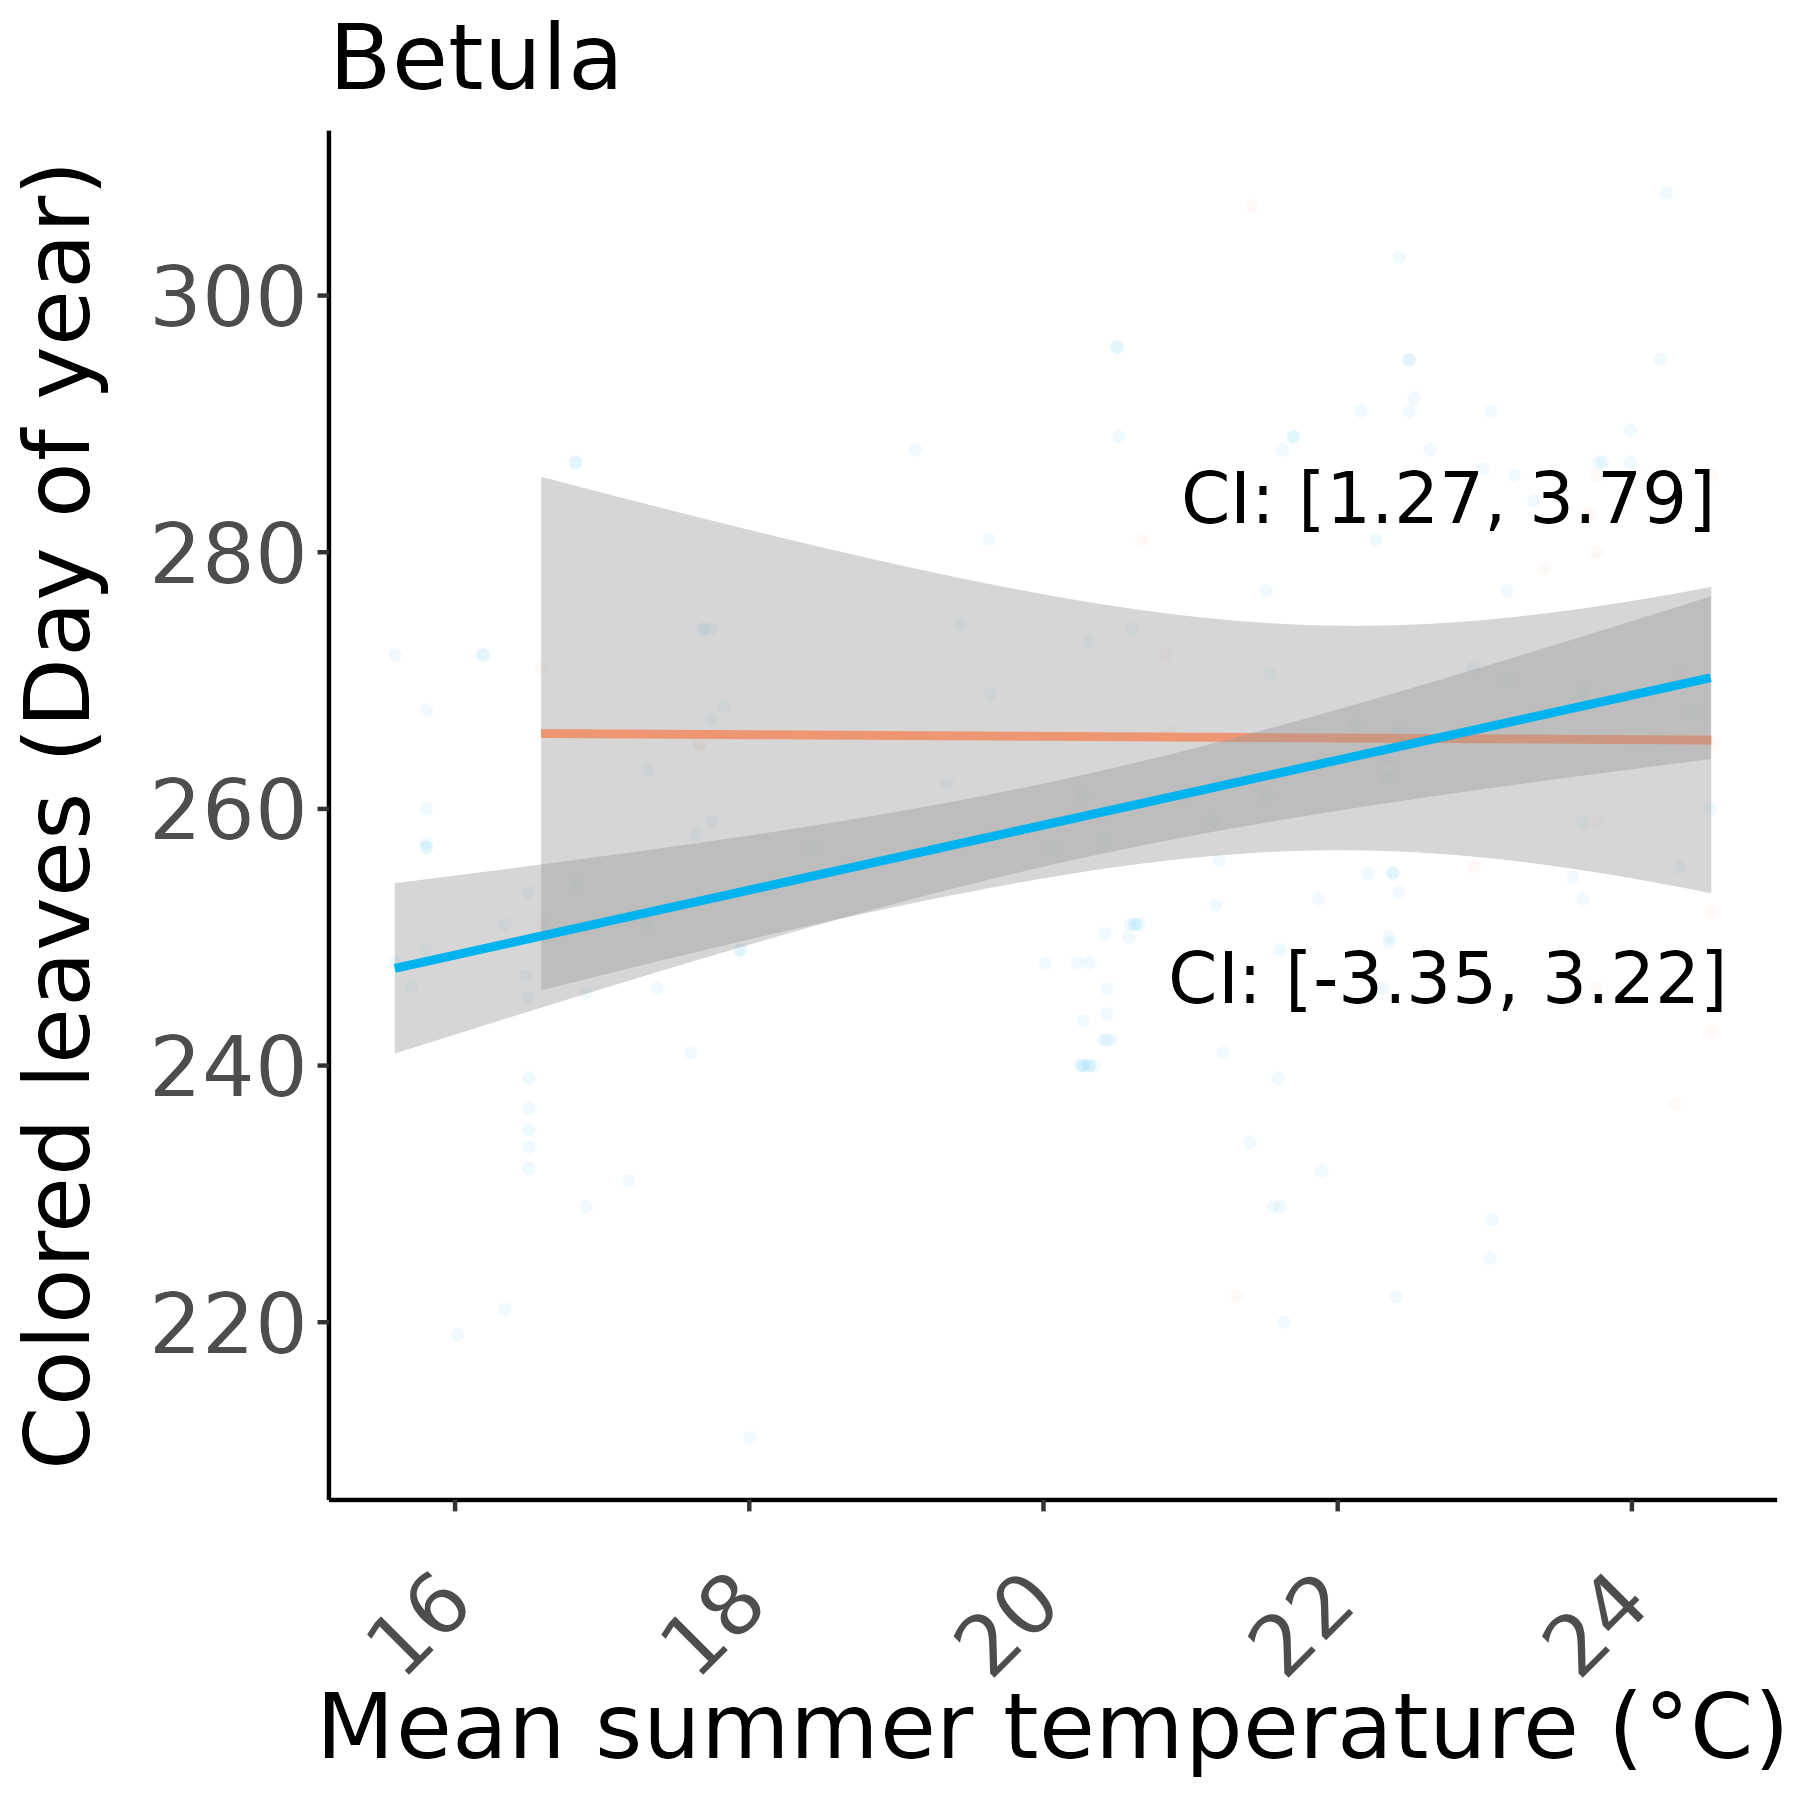 Betula
Colored leaves (Day of year)
300
280
260
240
220
CI: [1.27, 3.79]
CI: [-3.35, 3.22]
16
18
20
22
24
Mean summer temperature (°C)